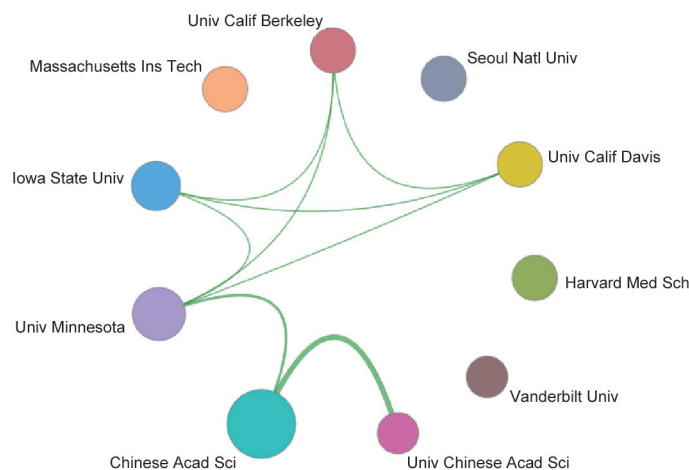 Univ Calif Berkeley
Seoul Natl Univ
Massachusetts Ins Tech
Univ Calif Davis
Iowa State Univ
Harvard Med Sch
Univ Minnesota
Vanderbilt Univ
Chinese Acad Sci
Univ Chinese Acad Sci